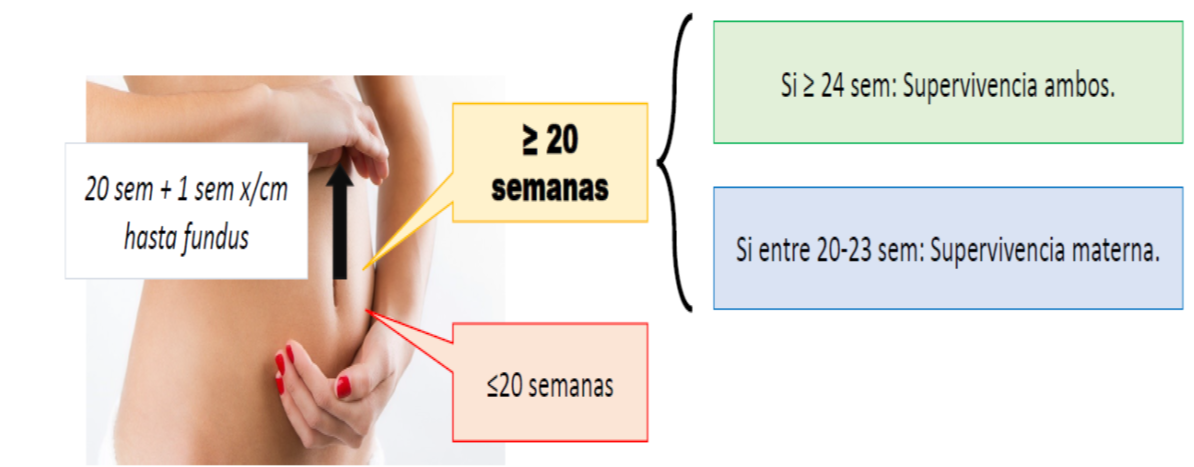 20 sem + 1 sem x/cm
hasta fundus
≥ 20
semanas
≤20 semanas
Si ≥ 24 sem: Supervivencia ambos.
Si entre 20-23 sem: Supervivencia materna.